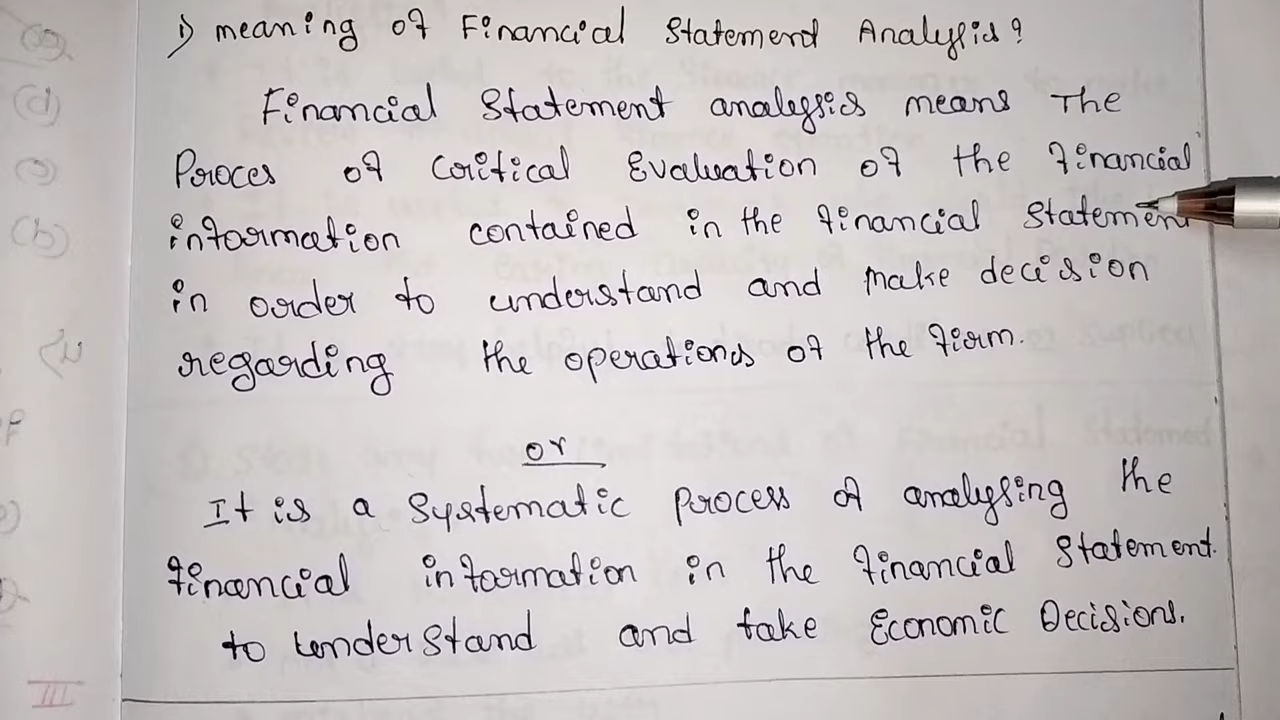 i) meaning of Financial Statement Analysis?
Financial Statement analysis means The
Proces of Critical Evaluation of the financial
information contained in the financial Statement
in order to understand and make decision
regarding the operations of the firm.
or
It is a Systematic process of analysing the
financial information in the financial Statement.
to understand and take Economic Decisions.
(d)
(b)
III